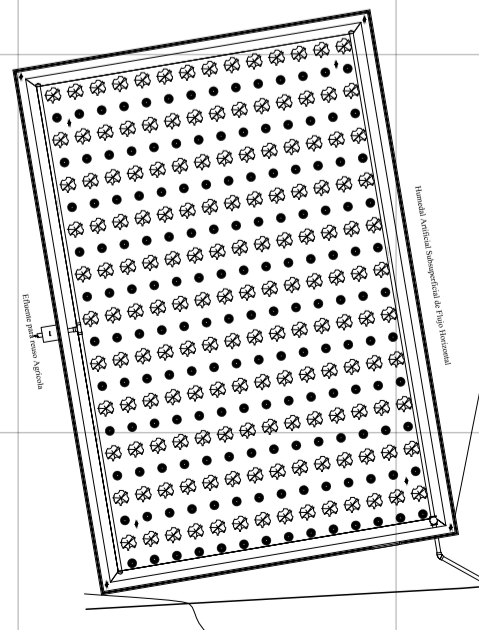 Humedal Artificial Subsuperficial de Flujo Horizontal
Efluente para reuso Agrícola